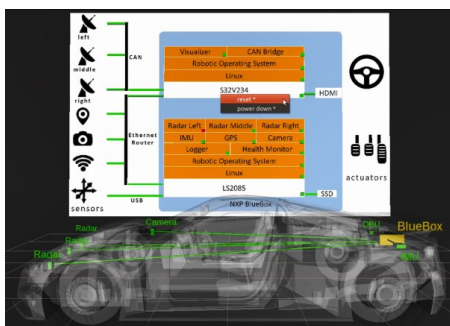 left
CAN
middle
right
Visualizer CAN Bridge
Robotic Operating System
Linux
S32V234
HDMI
reset *
power down *
Ethernet
Router
Radar Left Radar Middle Radar Right
IMU GPS Camera
Logger Health Monitor
Robotic Operating System
Linux
LS2085
SSD
NXP BlueBox
USB
sensors
actuators
Radar
Camera
BlueBox
Radar
Radar
IMU